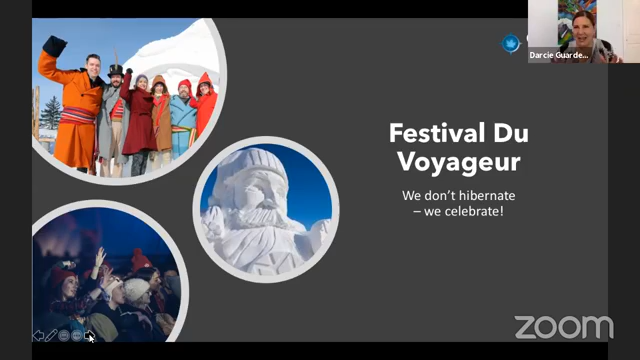 Darcie Guarde...
Festival Du
Voyageur
We don't hibernate
– we celebrate!
zoom